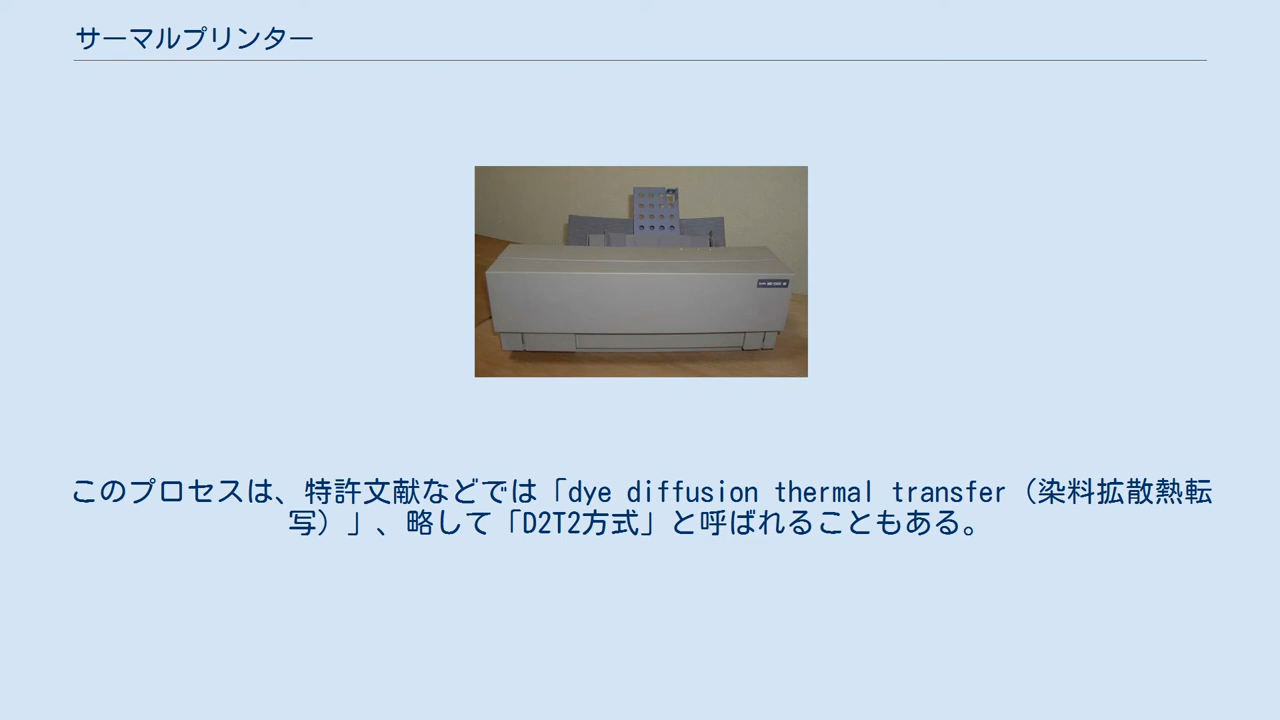 サーマルプリンター
このプロセスは、特許文献などでは「dye diffusion thermal transfer（染料拡散熱転
写）」、略して「D2T2方式」と呼ばれることもある。